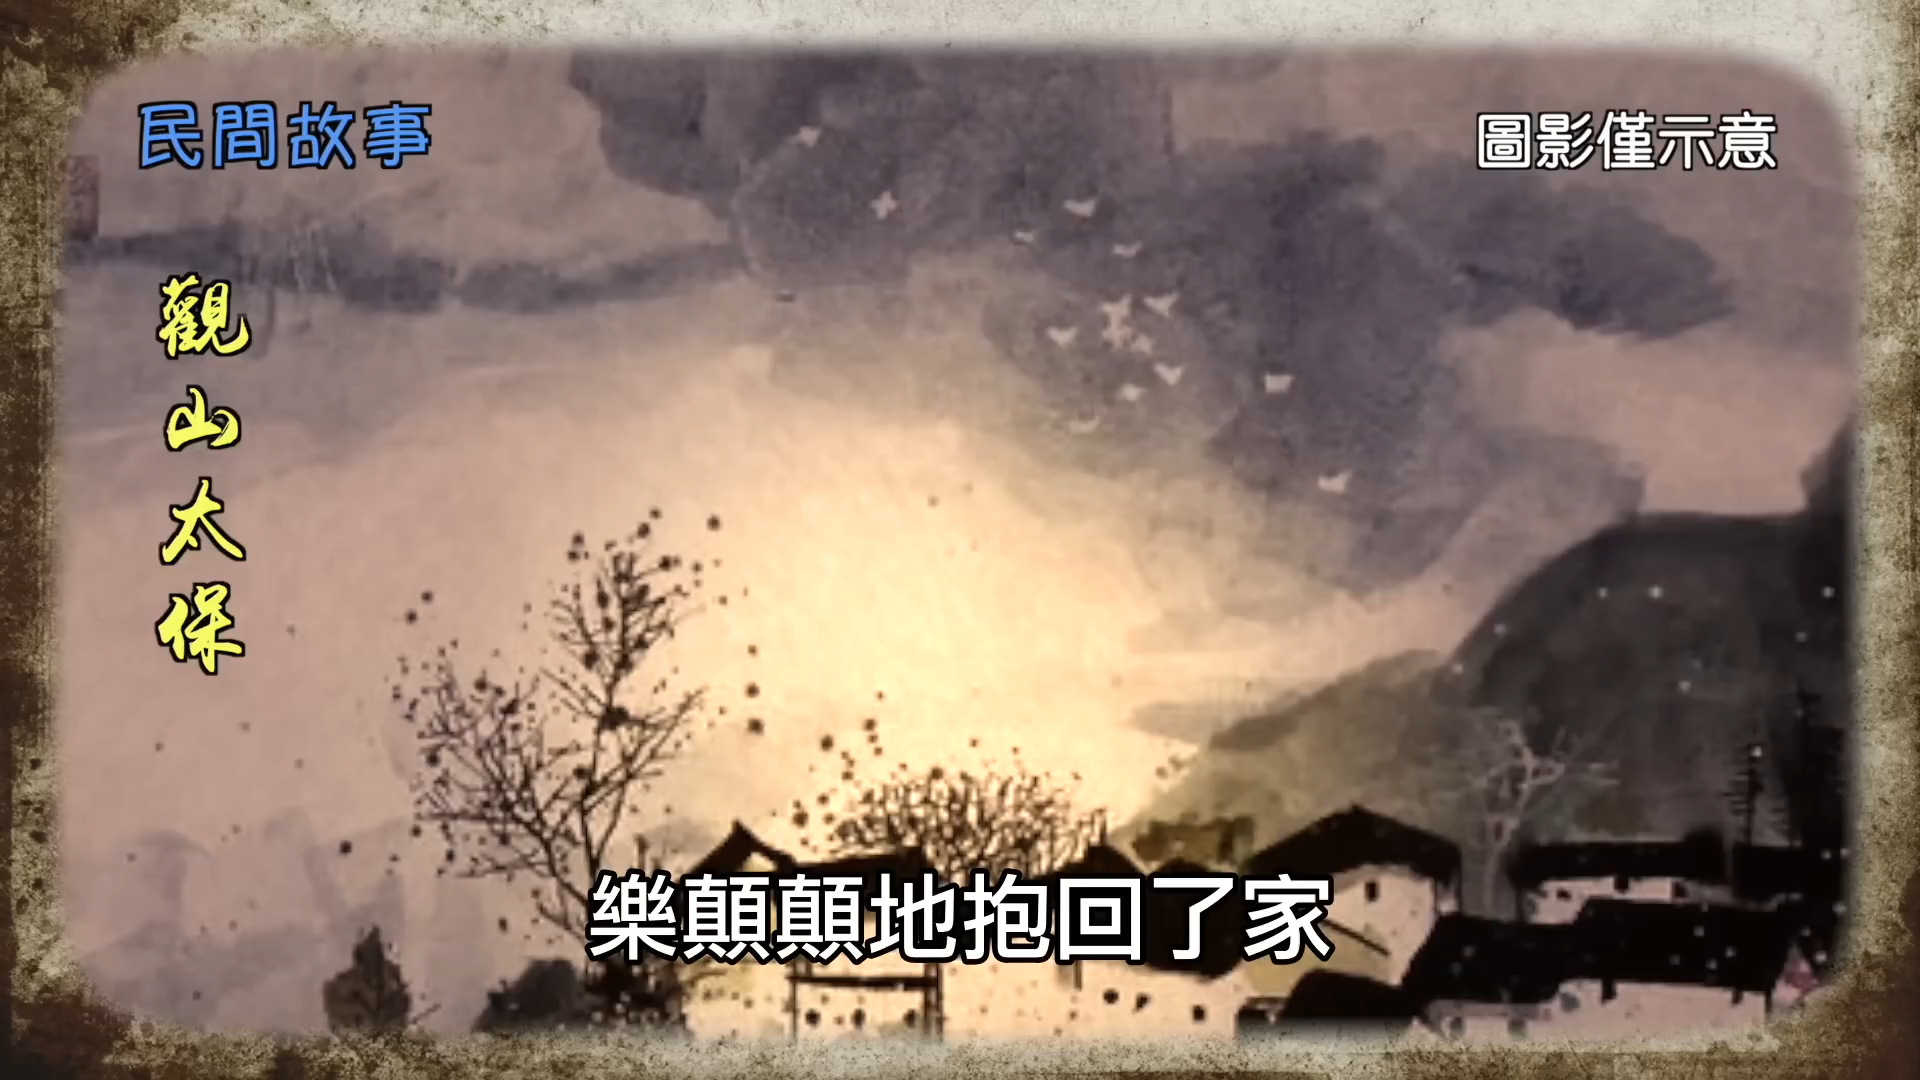 民間故事
圖影僅示意
觀山太保
樂顛顛地抱回了家